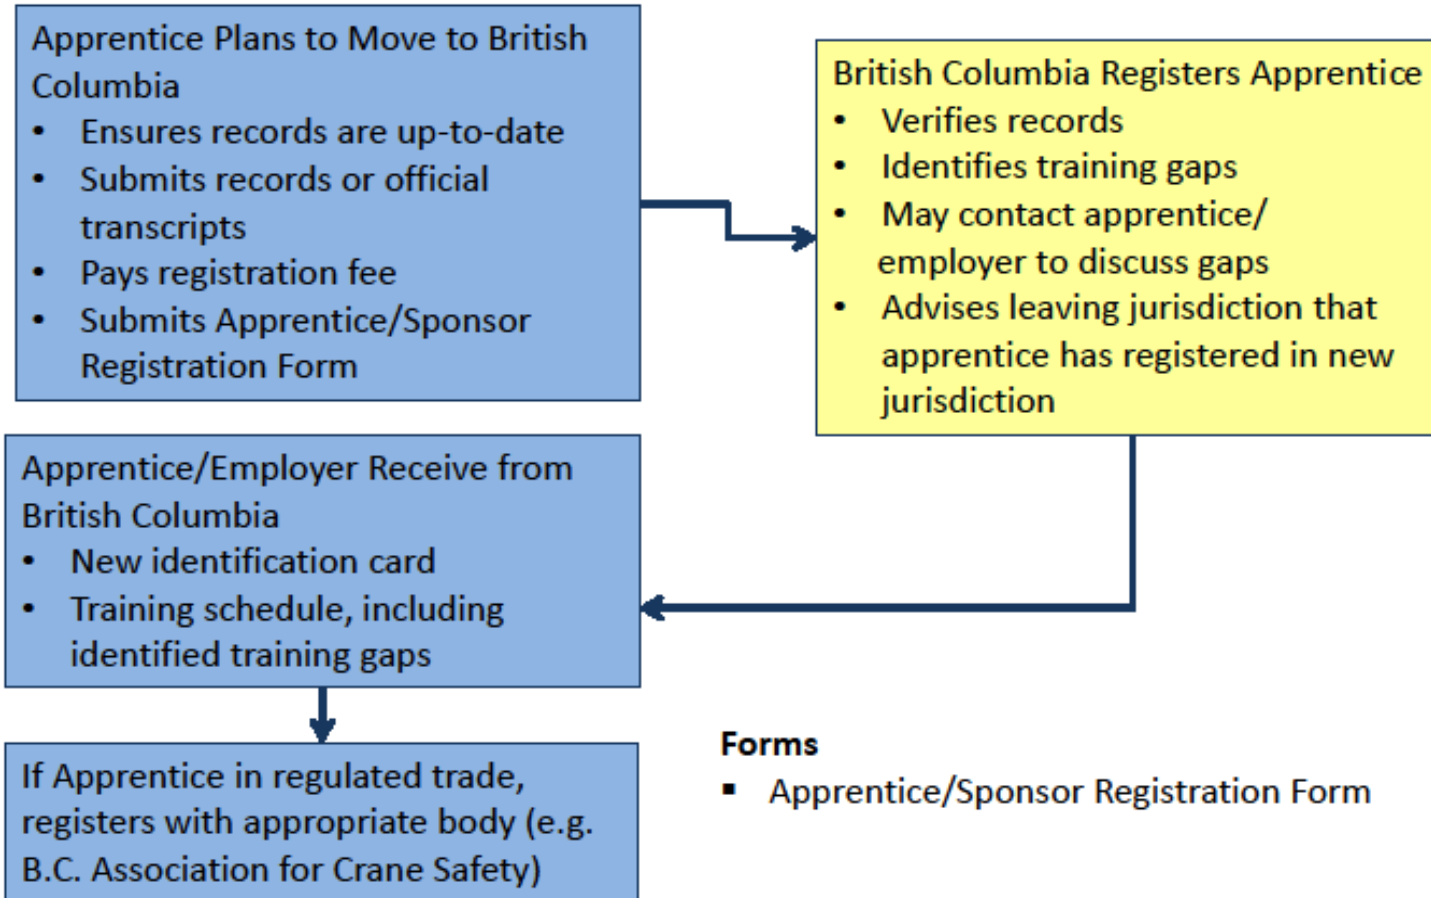 Apprentice Plans to Move to British
Columbia
• Ensures records are up-to-date
• Submits records or official
transcripts
• Pays registration fee
• Submits Apprentice/Sponsor
Registration Form
British Columbia Registers Apprentice
• Verifies records
• Identifies training gaps
• May contact apprentice/
employer to discuss gaps
• Advises leaving jurisdiction that
apprentice has registered in new
jurisdiction
Apprentice/Employer Receive from
British Columbia
• New identification card
• Training schedule, including
identified training gaps
If Apprentice in regulated trade,
registers with appropriate body (e.g.
B.C. Association for Crane Safety)
Forms
▪ Apprentice/Sponsor Registration Form